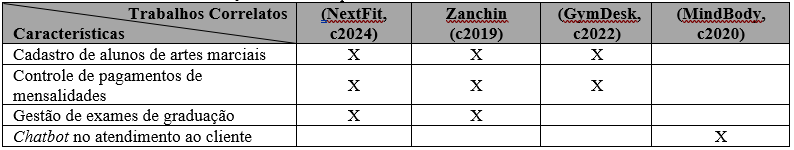 Trabalhos Correlatos
Características
(NextFit, c2024)
Zanchin (c2019)
(GymDesk, c2022)
(MindBody, c2020)
Cadastro de alunos de artes marciais X X X
Controle de pagamentos de mensalidades X X X
Gestão de exames de graduação X X
Chatbot no atendimento ao cliente X